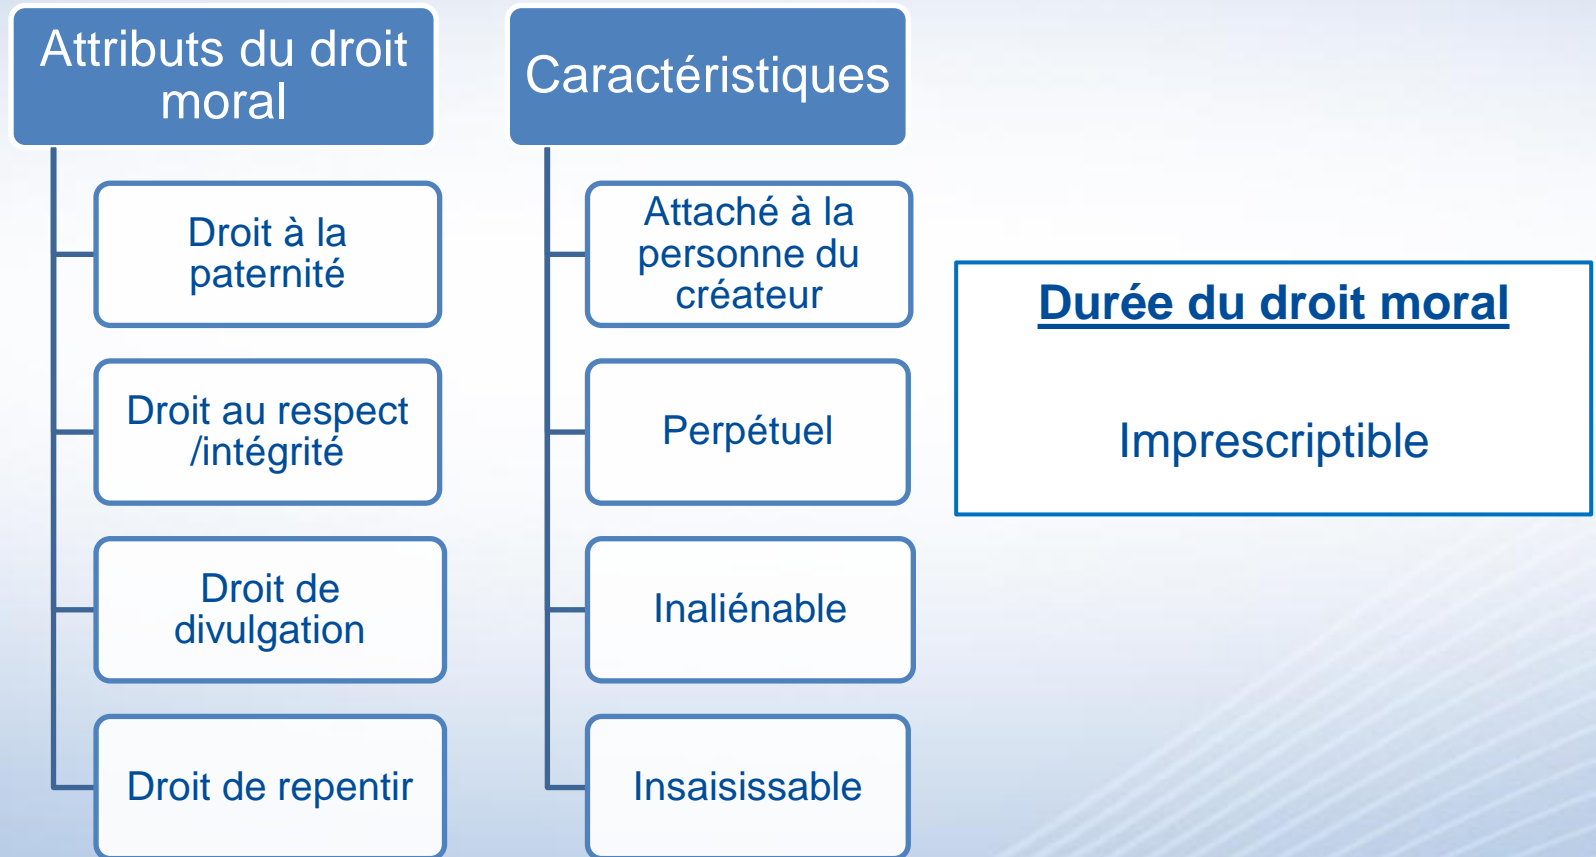 Attributs du droit
moral
Droit à la
paternité
Droit au respect
/intégrité
Droit de
divulgation
Droit de repentir
Caractéristiques
Attaché à la
personne du
créateur
Perpétuel
Inaliénable
Insaisissable
Durée du droit moral
Imprescriptible